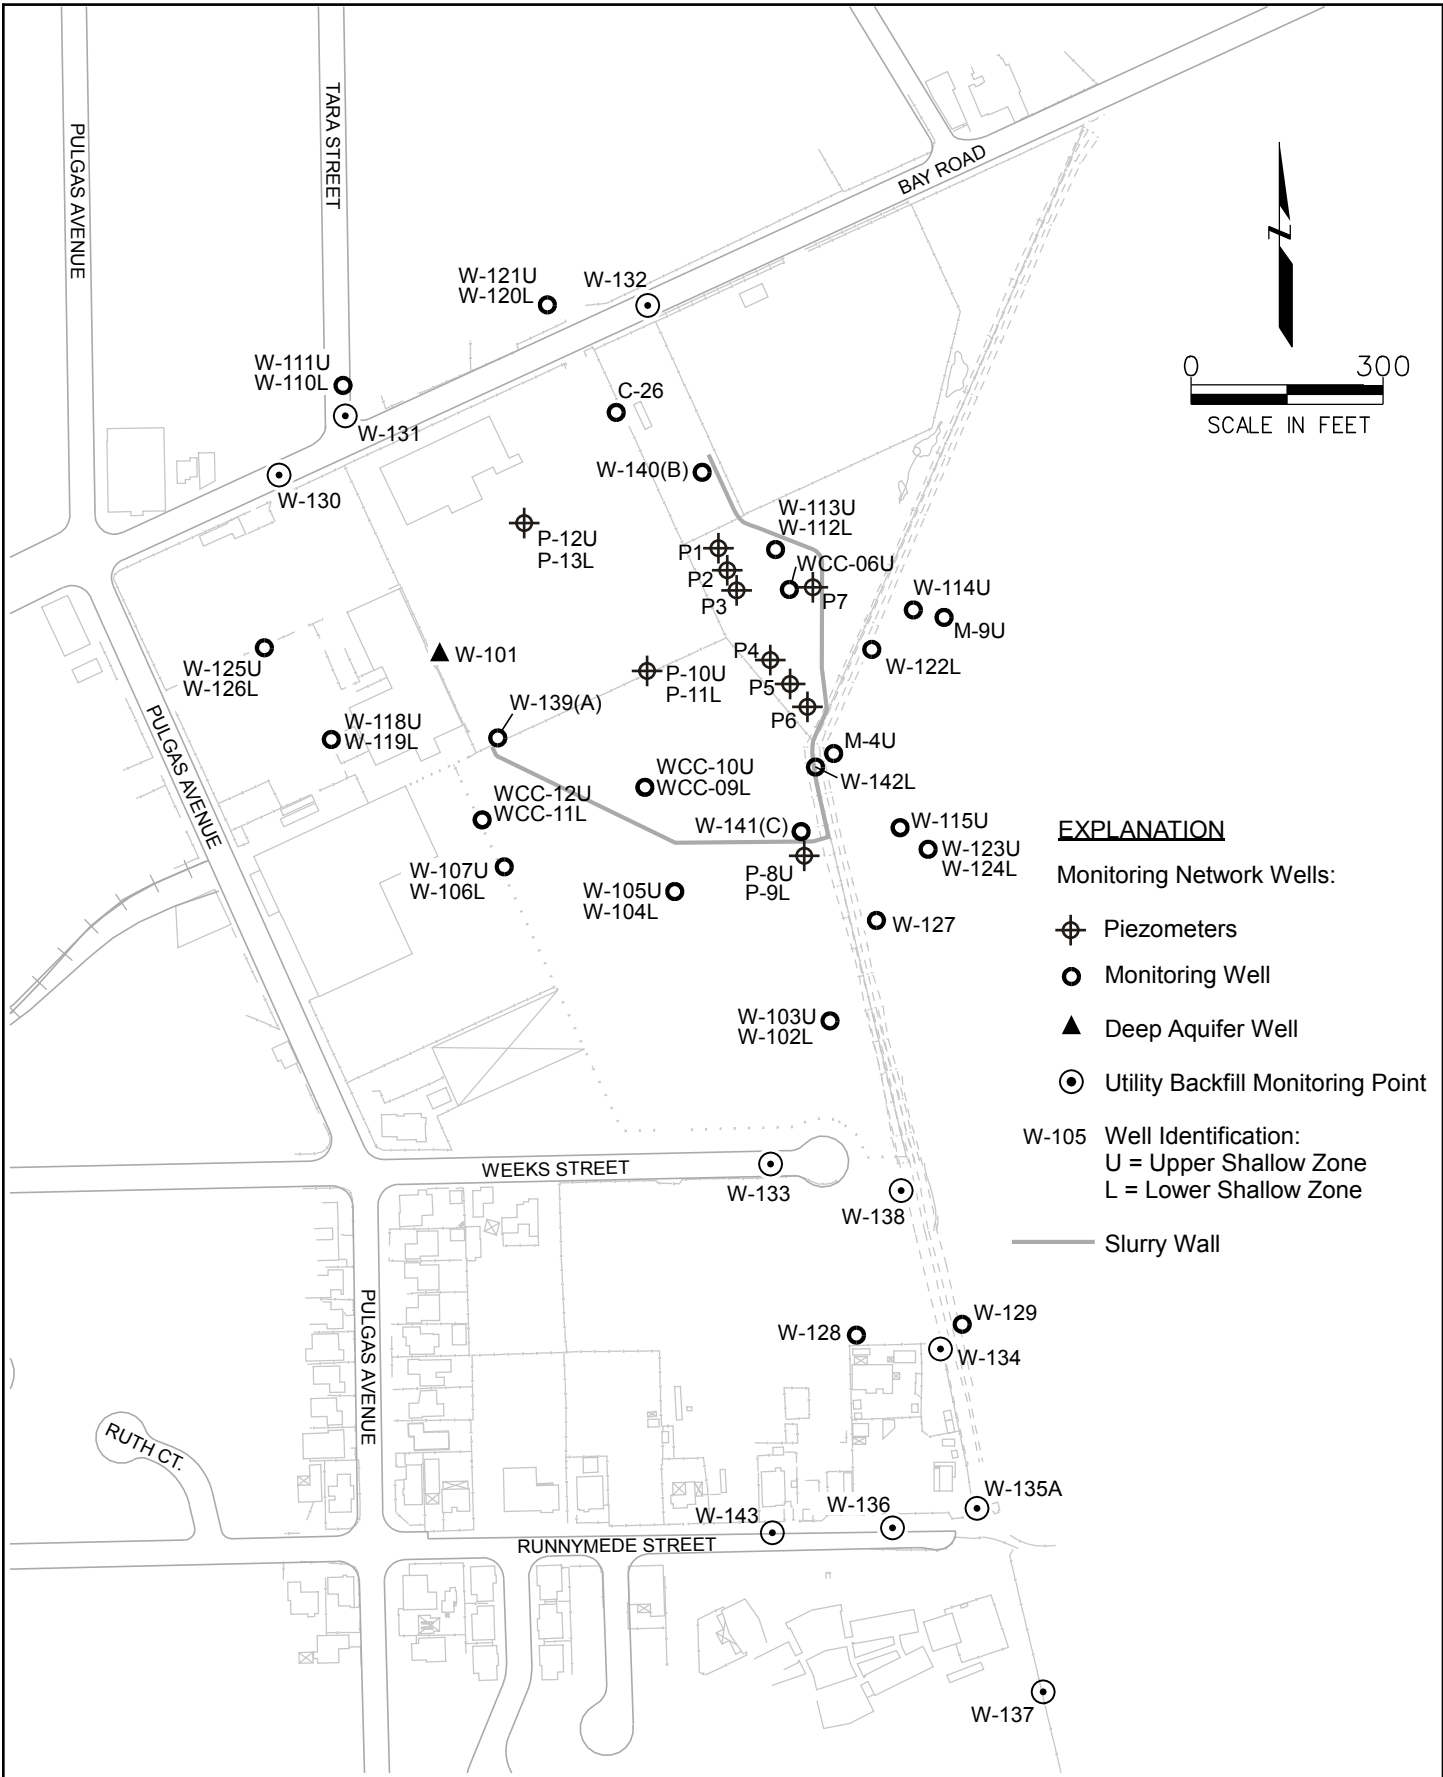 PULGAS AVENUE
TARA STREET
BAY ROAD
W-121U
W-120L
W-132
W-111U
W-110L
W-131
W-130
C-26
W-140(B)
Z
0 300
SCALE IN FEET
P-12U
P-13L
W-113U
W-112L
P1
P2
P3
WCC-06U
P7
W-114U
M-9U
W-122L
W-125U
W-126L
W-101
P-10U
P-11L
P4
P5
P6
W-118U
W-119L
PULGAS AVENUE
W-139(A)
M-4U
W-142L
WCC-10U
WCC-09L
WCC-12U
WCC-11L
W-141(C)
W-115U
W-123U
W-124L
W-107U
W-106L
W-105U
W-104L
P-8U
P-9L
W-127
W-103U
W-102L
EXPLANATION
Monitoring Network Wells:
Piezometers
Monitoring Well
Deep Aquifer Well
Utility Backfill Monitoring Point
W-105 Well Identification:
U = Upper Shallow Zone
L = Lower Shallow Zone
Slurry Wall
WEEKS STREET
W-133
W-138
PULGAS AVENUE
W-128
W-129
W-134
RUTH CT.
W-135A
W-136
W-143
RUNNYMEDE STREET
W-137